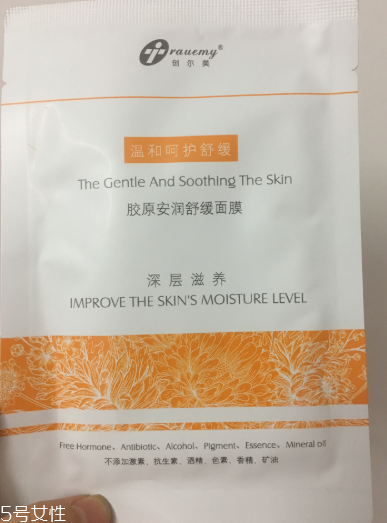 Trauemy®
创尔美
温和呵护舒缓
The Gentle And Soothing The Skin
胶原安润舒缓面膜
深层滋养
IMPROVE THE SKIN'S MOISTURE LEVEL
Free Hormone、Antibiotic、Alcohol、Pigment、Essence、Mineral oil
不添加激素、抗生素、酒精、色素、香精、矿油
5号女性